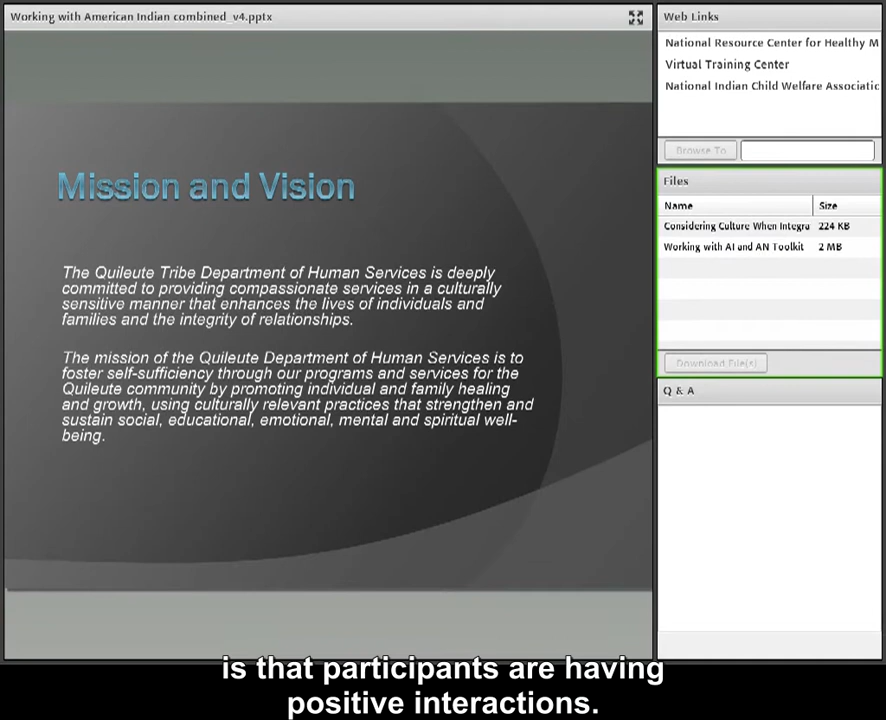 Working with American Indian combined_v4.pptx
Mission and Vision
The Quileute Tribe Department of Human Services is deeply
committed to providing compassionate services in a culturally
sensitive manner that enhances the lives of individuals and
families and the integrity of relationships.
The mission of the Quileute Department of Human Services is to
foster self-sufficiency through our programs and services for the
Quileute community by promoting individual and family healing
and growth, using culturally relevant practices that strengthen and
sustain social, educational, emotional, mental and spiritual well-
being.
Web Links
National Resource Center for Healthy M
Virtual Training Center
National Indian Child Welfare Associatic
Browse To
Files
Name Size
Considering Culture When Integra 224 KB
Working with AI and AN Toolkit 2 MB
Download File(s)
Q & A
is that participants are having
positive interactions.